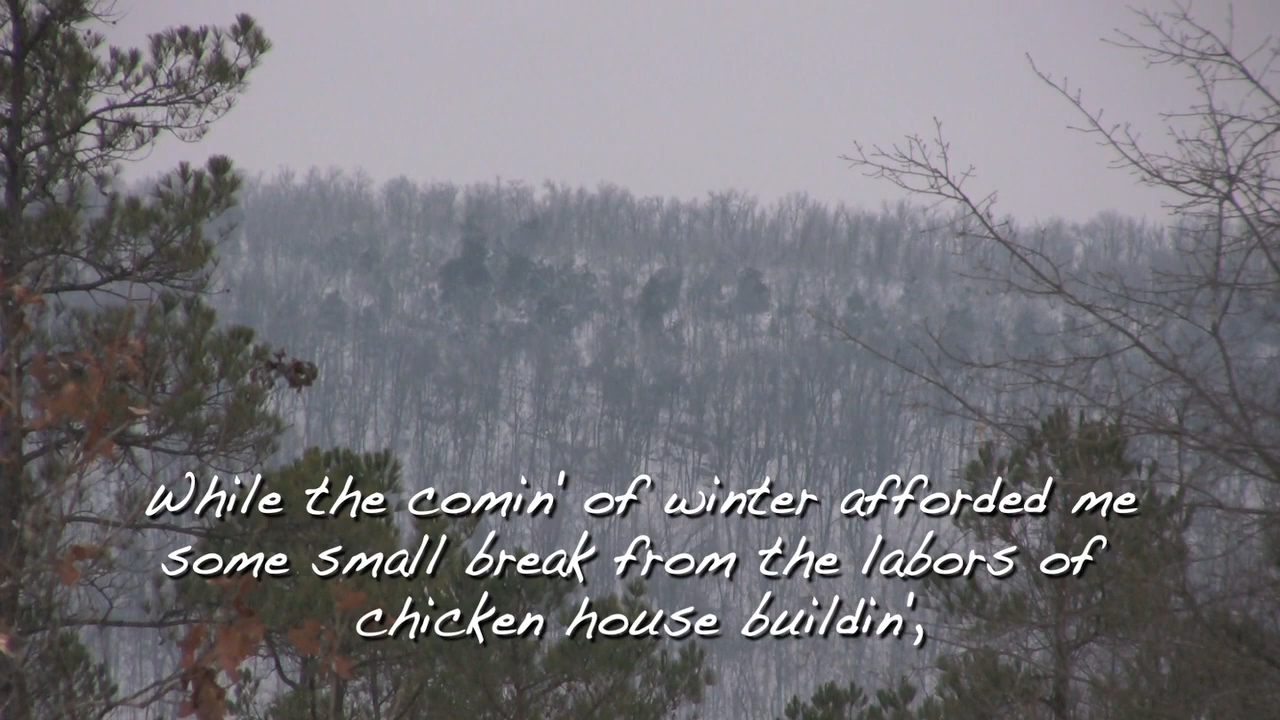 While the comin' of winter afforded me
some small break from the labors of
chicken house buildin',